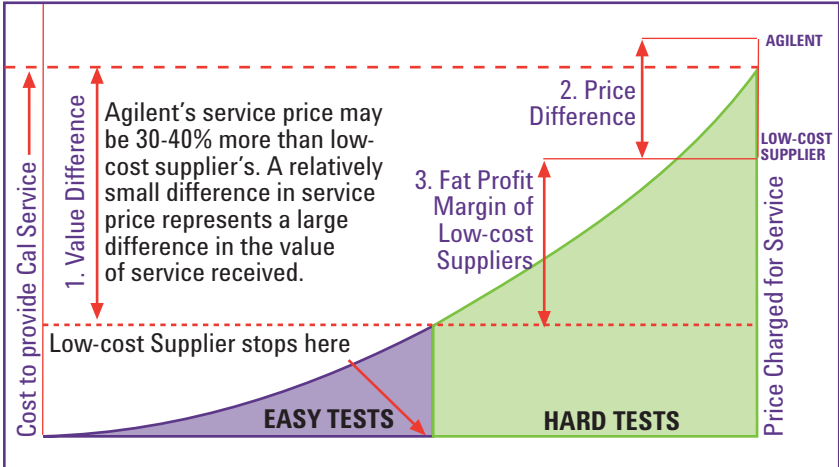 Cost to provide Cal Service
1. Value Difference
Agilent's service price may
be 30-40% more than low-
cost supplier's. A relatively
small difference in service
price represents a large
difference in the value
of service received.
Low-cost Supplier stops here
EASY TESTS
HARD TESTS
2. Price
Difference
3. Fat Profit
Margin of
Low-cost
Suppliers
AGILENT
LOW-COST
SUPPLIER
Price Charged for Service